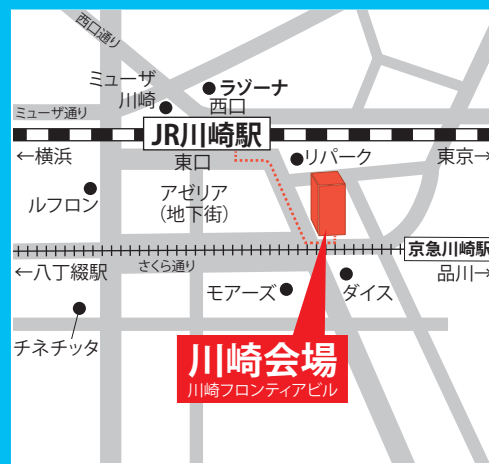 西口通り
ミューザ
川崎
ラゾーナ
西口
ミューザ通り
JR川崎駅
←横浜
東口
リパーク
東京→
ルフロン
アゼリア
（地下街）
京急川崎駅
←八丁畷駅
さくら通り
品川→
モアーズ
ダイス
チネチッタ
川崎会場
川崎フロンティアビル